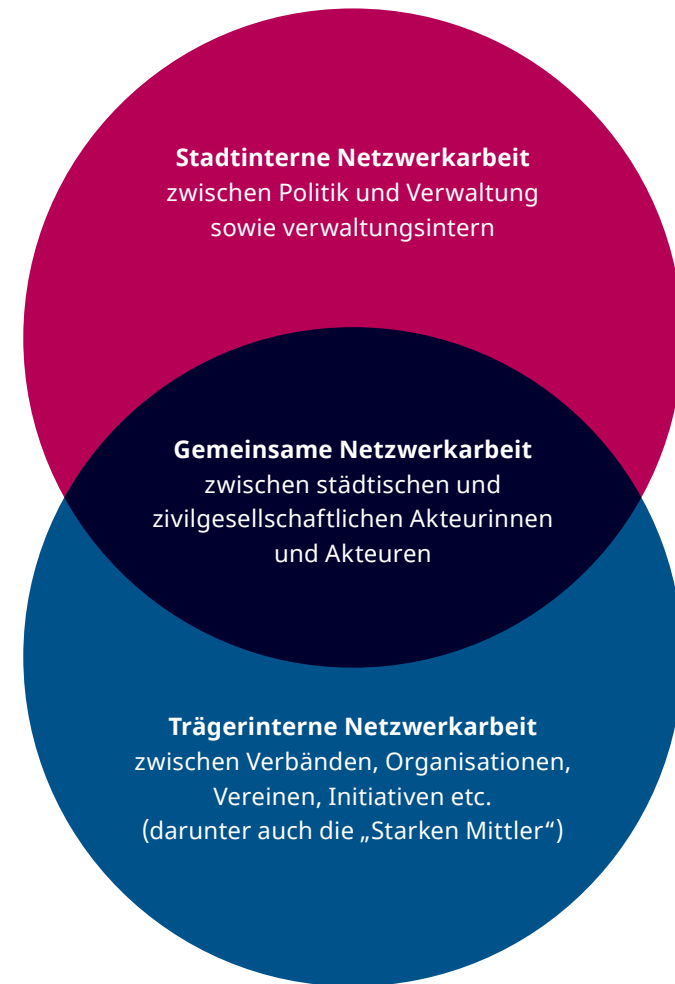 Stadtinterne Netzwerkarbeit
zwischen Politik und Verwaltung
sowie verwaltungsintern
Gemeinsame Netzwerkarbeit
zwischen städtischen und
zivilgesellschaftlichen Akteurinnen
und Akteuren
Trägerinterne Netzwerkarbeit
zwischen Verbänden, Organisationen,
Vereinen, Initiativen etc.
(darunter auch die „Starken Mittler“)